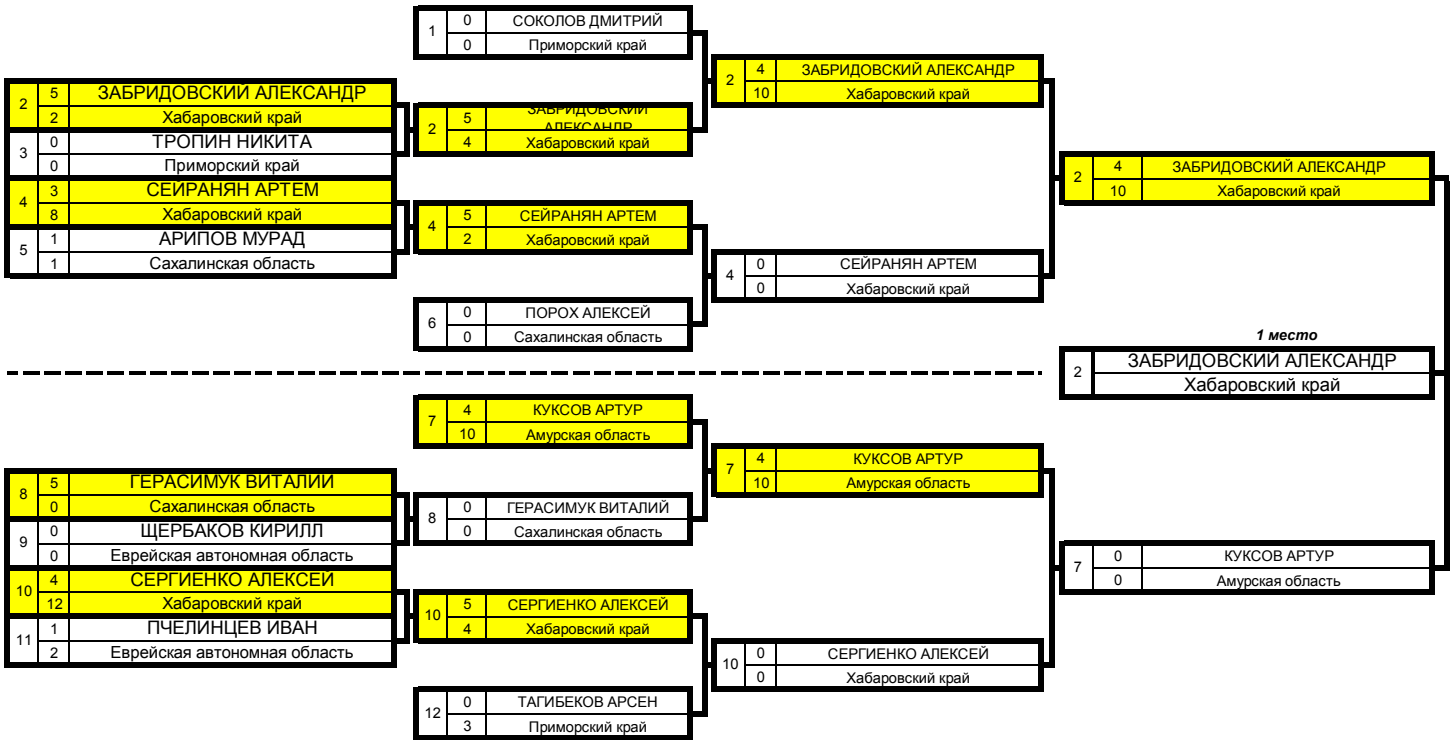 1 0 СОКОЛОВ ДМИТРИЙ
0 Приморский край
2 5 ЗАБРИДОВСКИЙ АЛЕКСАНДР
2 Хабаровский край
3 0 ТРОПИН НИКИТА
0 Приморский край
4 3 СЕЙРАНЯН АРТЕМ
8 Хабаровский край
5 1 АРИПОВ МУРАД
1 Сахалинская область
2 5 ЗАБРИДОВСКИЙ
АЛЕКСАНДР
4 Хабаровский край
4 5 СЕЙРАНЯН АРТЕМ
2 Хабаровский край
6 0 ПОРОХ АЛЕКСЕЙ
0 Сахалинская область
2 4 ЗАБРИДОВСКИЙ АЛЕКСАНДР
10 Хабаровский край
4 0 СЕЙРАНЯН АРТЕМ
0 Хабаровский край
2 4 ЗАБРИДОВСКИЙ АЛЕКСАНДР
10 Хабаровский край
1 место
2 ЗАБРИДОВСКИЙ АЛЕКСАНДР
Хабаровский край
7 4 КУКСОВ АРТУР
10 Амурская область
8 5 ГЕРАСИМУК ВИТАЛИЙ
0 Сахалинская область
9 0 ЩЕРБАКОВ КИРИЛЛ
0 Еврейская автономная область
10 4 СЕРГИЕНКО АЛЕКСЕЙ
12 Хабаровский край
11 1 ПЧЕЛИНЦЕВ ИВАН
2 Еврейская автономная область
8 0 ГЕРАСИМУК ВИТАЛИЙ
0 Сахалинская область
10 5 СЕРГИЕНКО АЛЕКСЕЙ
4 Хабаровский край
12 0 ТАГИБЕКОВ АРСЕН
3 Приморский край
7 4 КУКСОВ АРТУР
10 Амурская область
10 0 СЕРГИЕНКО АЛЕКСЕЙ
0 Хабаровский край
7 0 КУКСОВ АРТУР
0 Амурская область